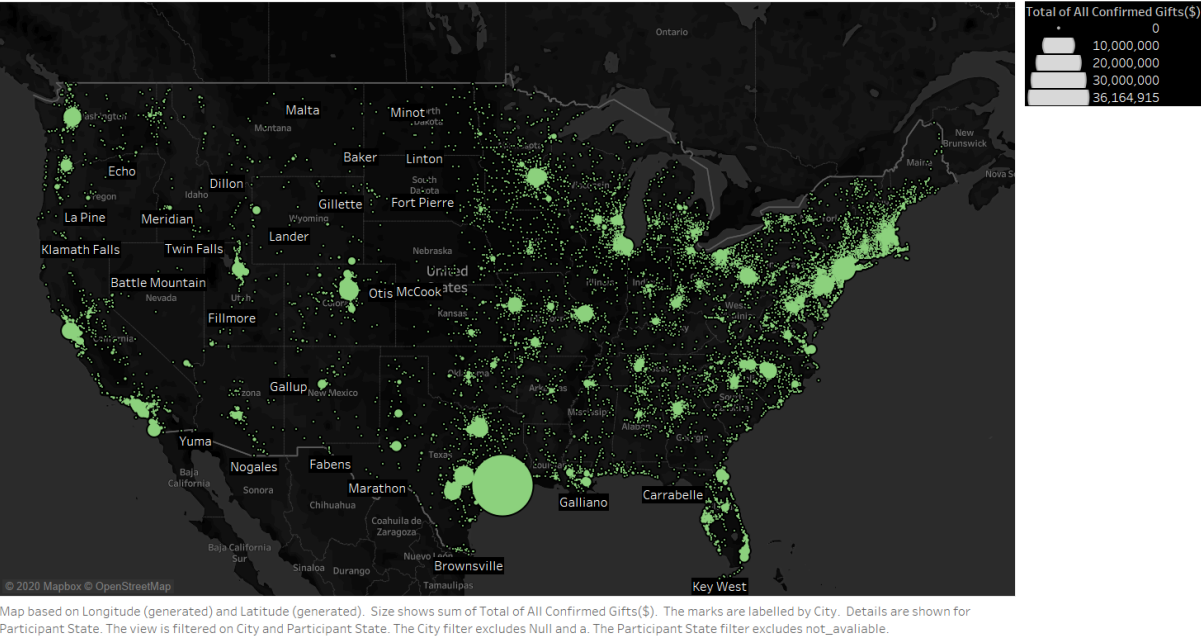 Total of All Confirmed Gifts($)
0
10,000,000
20,000,000
30,000,000
36,164,915
Ontario
New
Brunswick
Nova S
Malta
Montana
Minot
Baker
Linton
Echo
Dillon
Idaho
South
Dakota
Gillette
Fort Pierre
Wyoming
La Pine
Meridian
Lander
Klamath Falls
Twin Falls
Nebraska
United
Battle Mountain
Nevada
Otis
McCook
Kansas
Fillmore
Gallup
New Mexico
Yuma
Texas
Nogales
Fabens
Baja
California
Sonora
Marathon
Chihuahua
Galliano
Carrabelle
Coahuila de
Zaragoza
Baja California
Sur
Sinaloa
Durango
Nuevo León
Brownsville
Tamaulipas
Key West
© 2020 Mapbox © OpenStreetMap
Map based on Longitude (generated) and Latitude (generated).  Size shows sum of Total of All Confirmed Gifts($).  The marks are labelled by City.  Details are shown for
Participant State. The view is filtered on City and Participant State. The City filter excludes Null and a. The Participant State filter excludes not_avaliable.